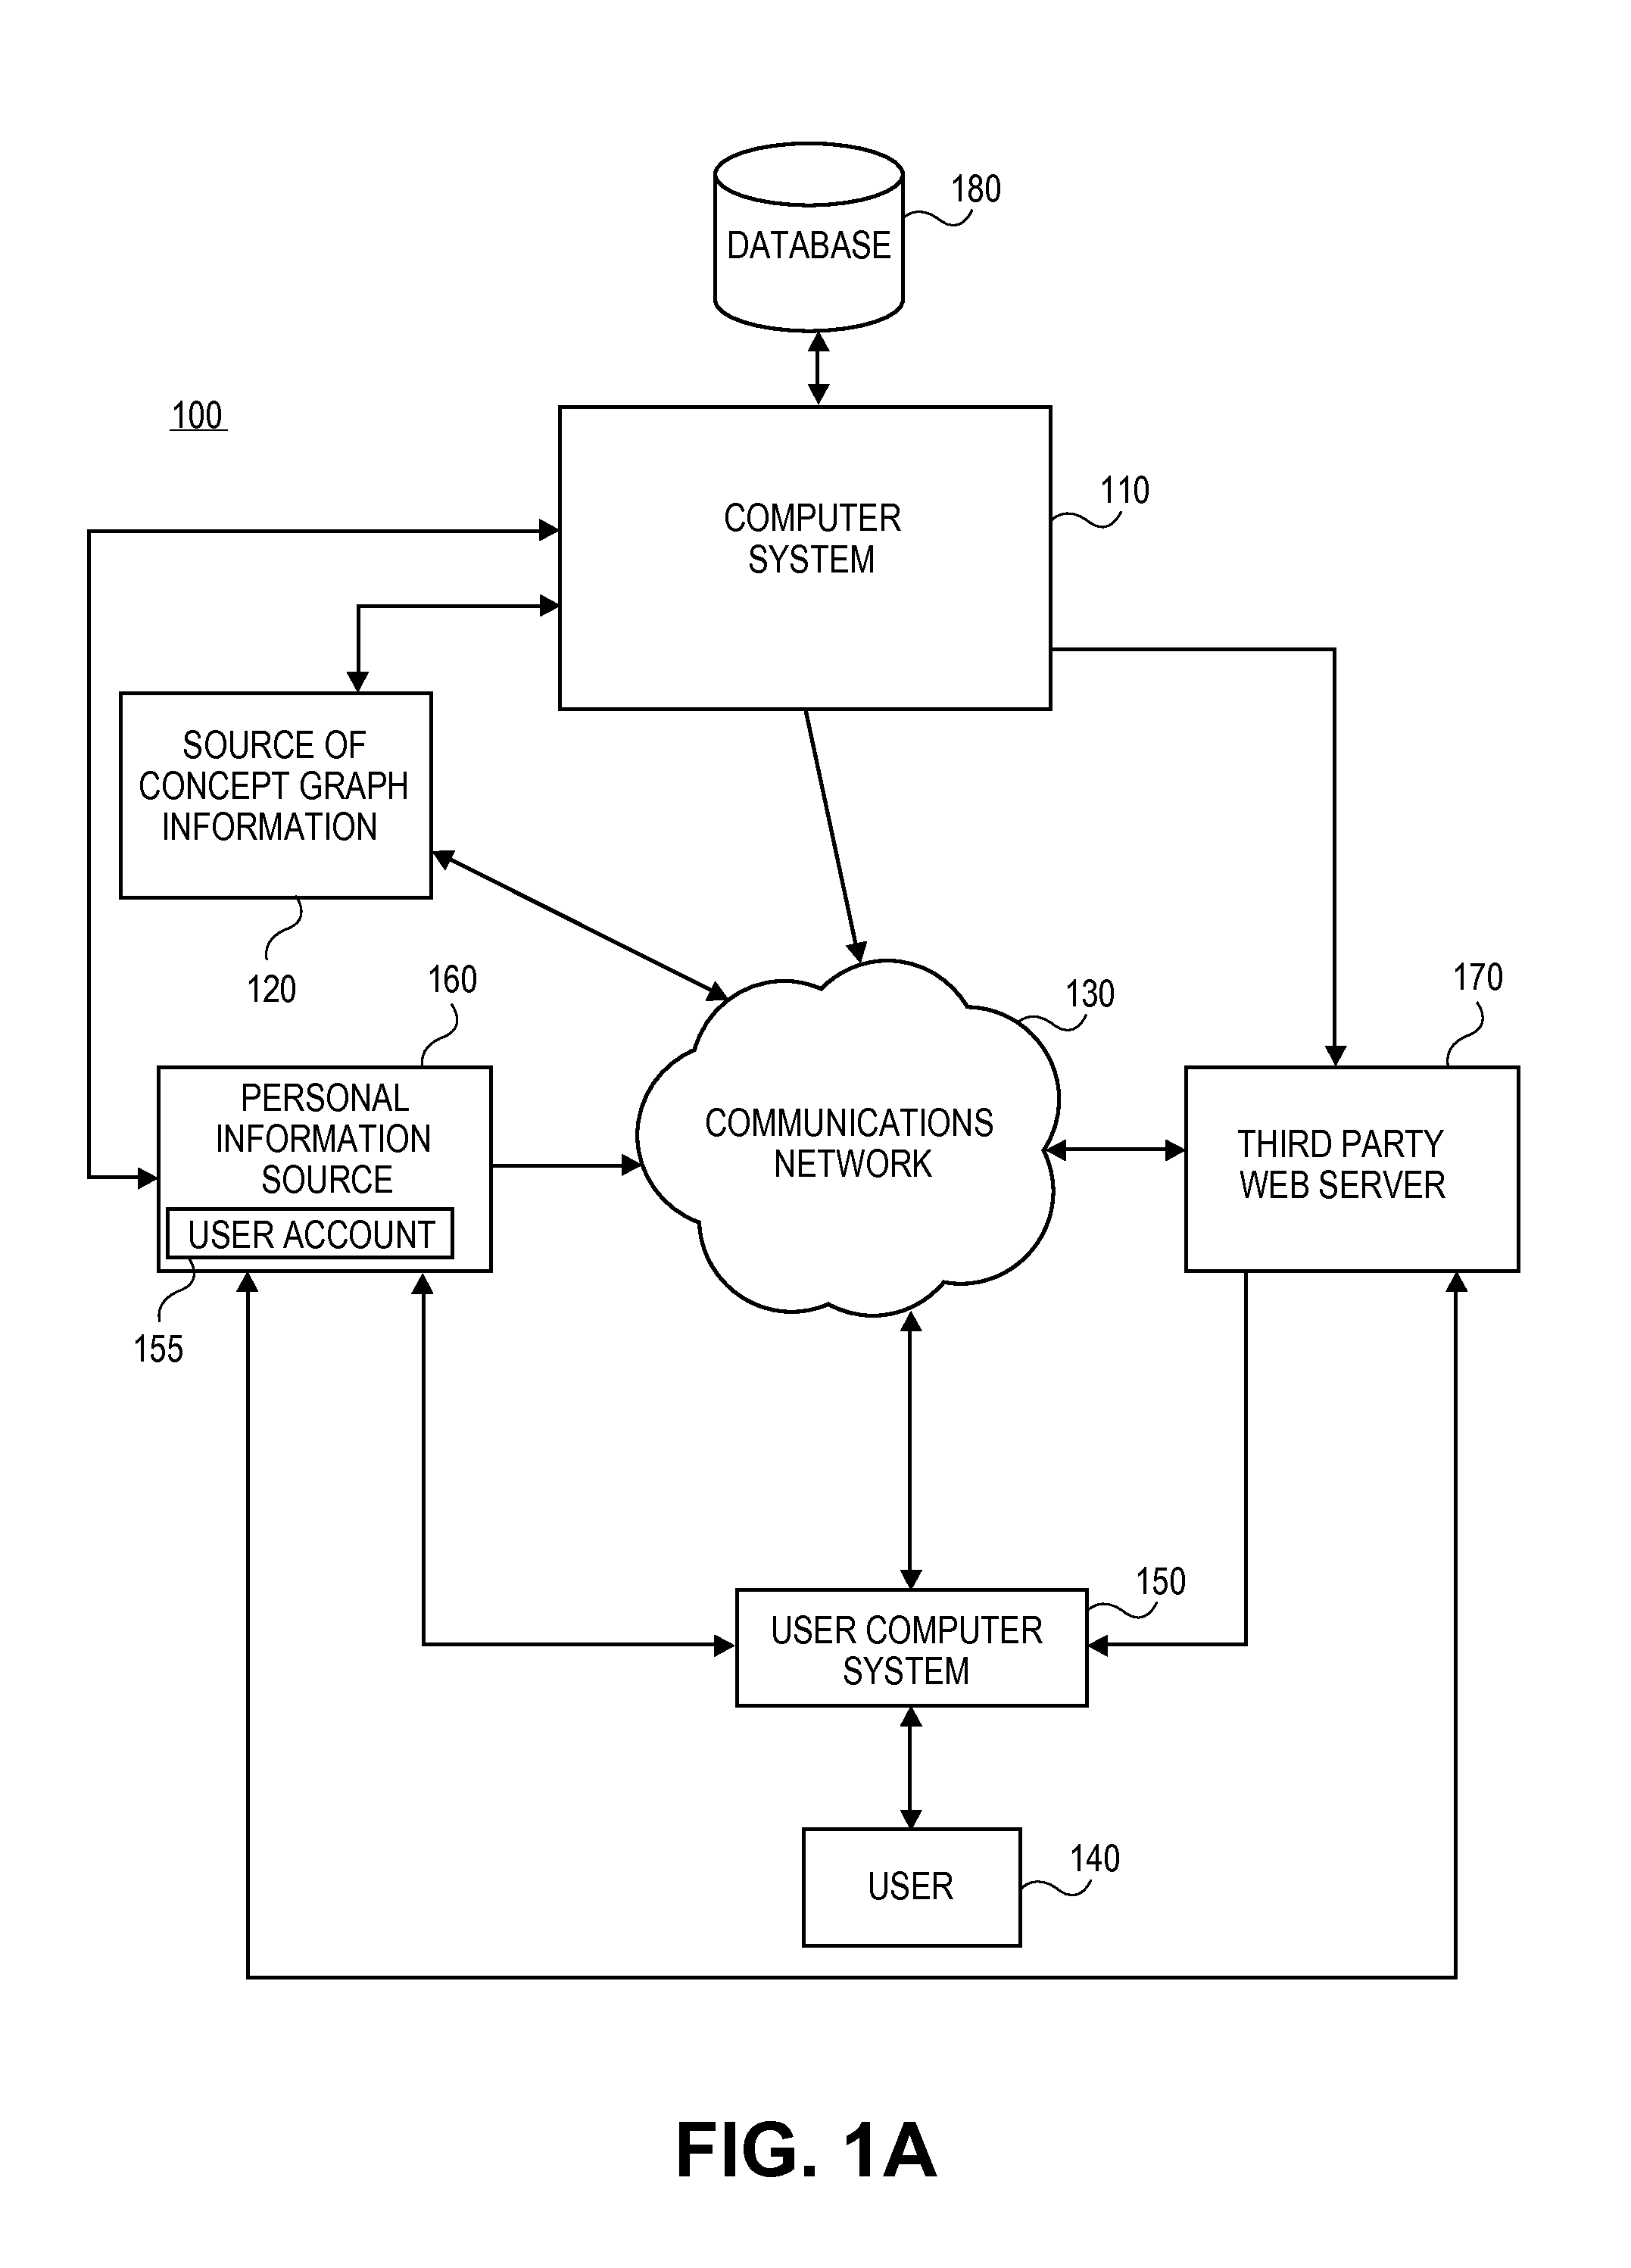 180
DATABASE
100
110
COMPUTER
SYSTEM
SOURCE OF
CONCEPT GRAPH
INFORMATION
120
160
130
170
PERSONAL
INFORMATION
SOURCE
USER ACCOUNT
155
COMMUNICATIONS
NETWORK
THIRD PARTY
WEB SERVER
150
USER COMPUTER
SYSTEM
140
USER
FIG. 1A